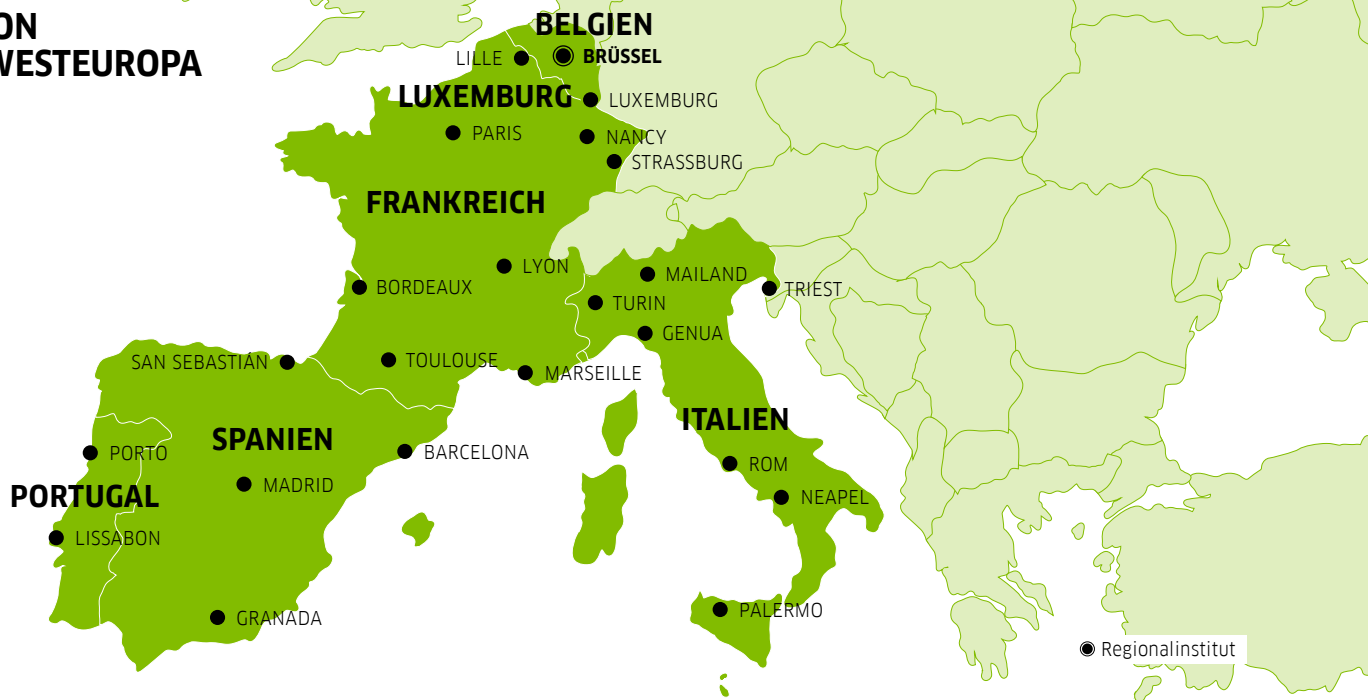 ON
WESTEUROPA
BELGIEN
LILLE
BRÜSSEL
LUXEMBURG
LUXEMBURG
PARIS
NANCY
STRASSBURG
FRANKREICH
LYON
MAILAND
BORDEAUX
TRIEST
TURIN
GENUA
SAN SEBASTIÁN
TOULOUSE
MARSEILLE
ITALIEN
SPANIEN
PORTO
BARCELONA
ROM
MADRID
PORTUGAL
NEAPEL
LISSABON
PALERMO
GRANADA
Regionalinstitut